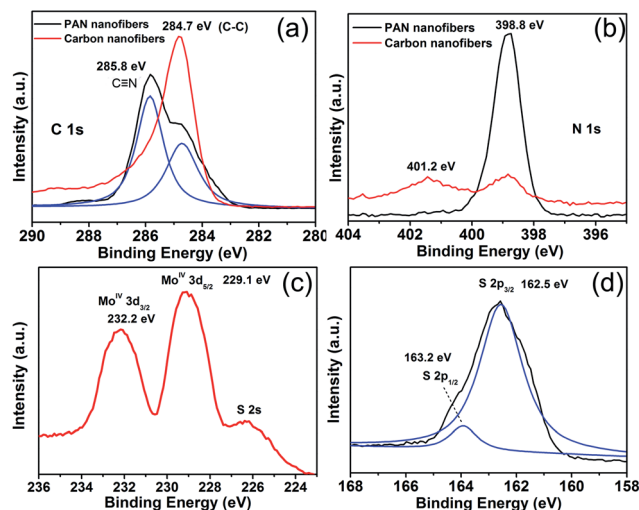 PAN nanofibers
Carbon nanofibers
284.7 eV (C-C)
(a)
285.8 eV
C≡N
C 1s
Intensity (a.u.)
290 288 286 284 282 280
Binding Energy (eV)
PAN nanofibers
Carbon nanofibers
398.8 eV
(b)
N 1s
401.2 eV
Intensity (a.u.)
404 402 400 398 396
Binding Energy (eV)
Mo^IV 3d_5/2 229.1 eV
(c)
Mo^IV 3d_3/2
232.2 eV
S 2s
Intensity (a.u.)
236 234 232 230 228 226 224
Binding Energy (eV)
S 2p_3/2 162.5 eV
(d)
163.2 eV
S 2p_1/2
Intensity (a.u.)
168 166 164 162 160 158
Binding Energy (eV)